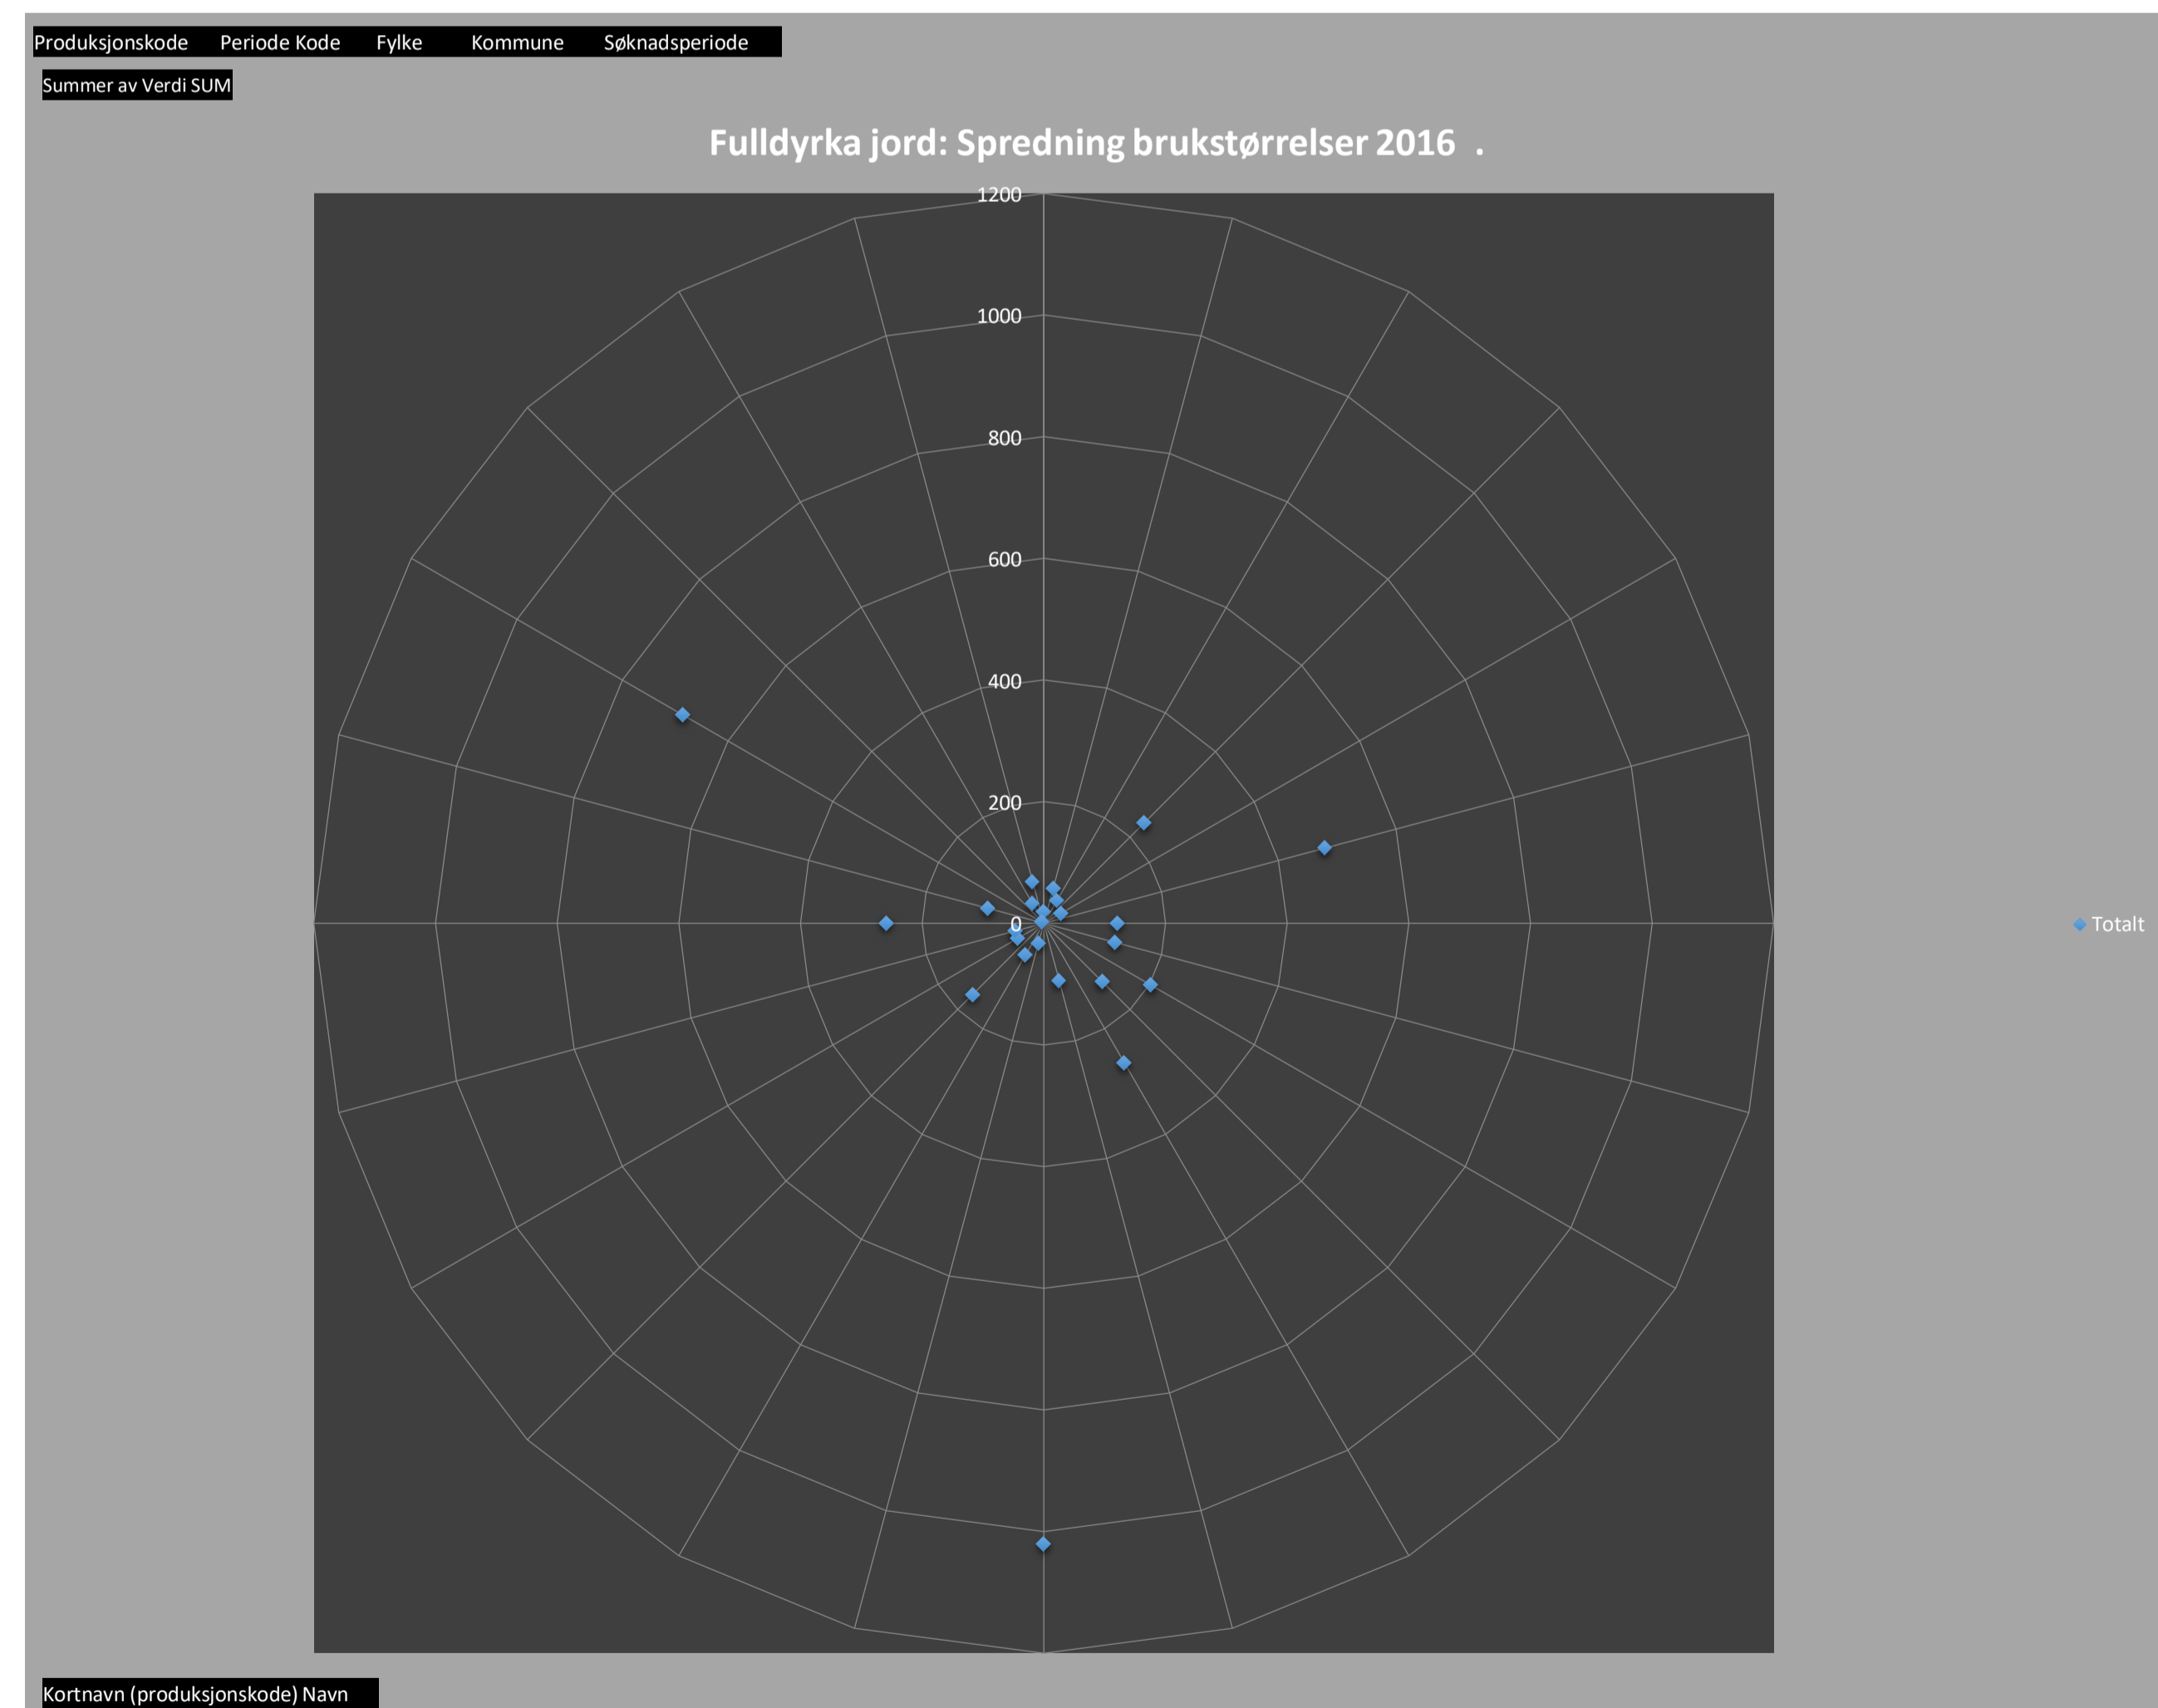 Produksjonskode Periode Kode Fylke Kommune Søknadsperiode
Summer av Verdi SUM
Fulldyrka jord: Spredning brukstørrelser 2016 .
1200
1000
800
600
400
200
0
Totalt
Kortnavn (produksjonskode) Navn